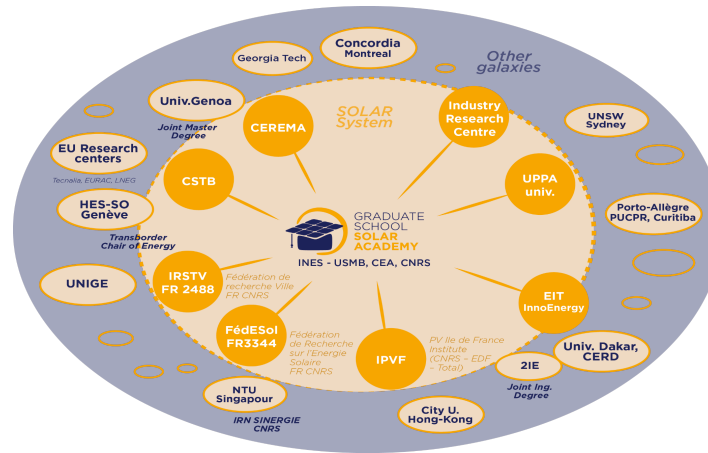 Concordia
Montreal
Georgia Tech
Other
galaxies
Univ.Genoa
Joint Master
Degree
CEREMA
SOLAR
System
Industry
Research
Centre
UNSW
Sydney
EU Research
centers
Tecnalia, EURAC, LNEG
CSTB
UPPA
univ.
HES-SO
Genève
Transborder
Chair of Energy
GRADUATE
SCHOOL
SOLAR
ACADEMY
INES - USMB, CEA, CNRS
Porto-Allègre
PUCPR, Curitiba
UNIGE
IRSTV
FR 2488
Fédération de
recherche Ville
FR CNRS
EIT
InnoEnergy
FédESol
FR3344
Fédération
de Recherche
sur l'Energie
Solaire
FR CNRS
IPVF
PV Ile de France
Institute
(CNRS - EDF
- Total)
Univ. Dakar,
CERD
2IE
Joint Ing.
Degree
NTU
Singapour
IRN SINERGIE
CNRS
City U.
Hong-Kong